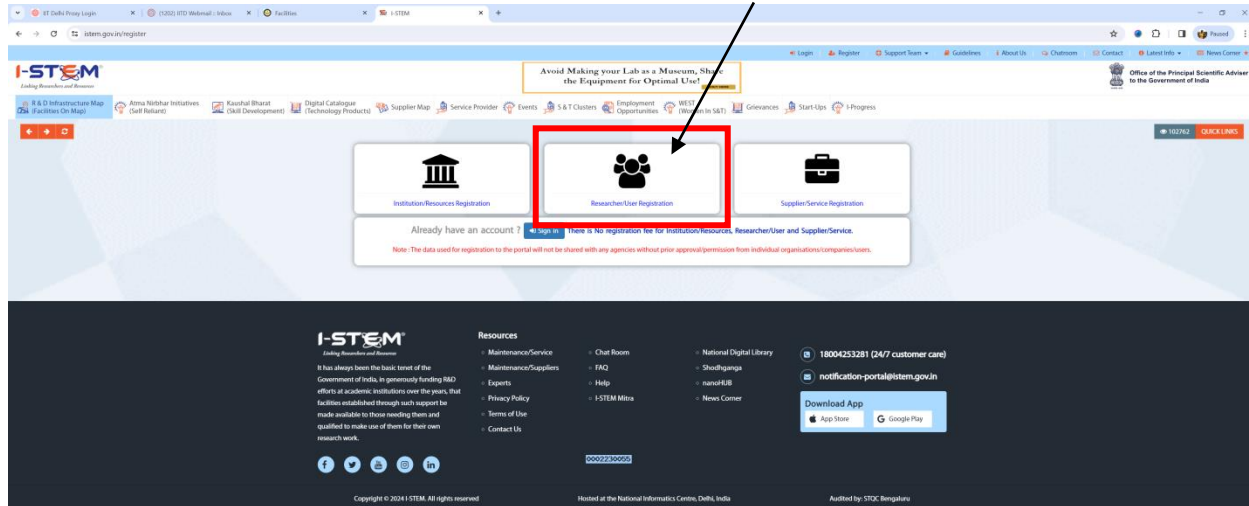 IIT Delhi Proxy Login
(1202) IITD Webmail :: Inbox
Facilities
I-STEM
istem.gov.in/register
Paused
Login
Register
Support Team
Guidelines
About Us
Chatroom
Contact
Latest Info
News Corner
I-STEM
Linking Researchers and Resources
Avoid Making your Lab as a Museum, Share
the Equipment for Optimal Use!
Office of the Principal Scientific Adviser
to the Government of India
R & D Infrastructure Map
(Facilities On Map)
Atma Nirbhar Initiatives
(Self Reliant)
Kaushal Bharat
(Skill Development)
Digital Catalogue
(Technology Products)
Supplier Map
Service Provider
Events
S & T Clusters
Employment
Opportunities
WEST
(Women In S&T)
Grievances
Start-Ups
I-Progress
102762
QUICK LINKS
Institution/Resources Registration
Researcher/User Registration
Supplier/Service Registration
Already have an account ?
Sign In
There is No registration fee for Institution/Resources, Researcher/User and Supplier/Service.
Note : The data used for registration to the portal will not be shared with any agencies without prior approval/permission from individual organisations/companies/users.
I-STEM
Linking Researchers and Resources
It has always been the basic tenet of the
Government of India, in generously funding R&D
efforts at academic institutions over the years, that
facilities established through such support be
made available to those needing them and
qualified to make use of them for their own
research work.
Resources
Maintenance/Service
Maintenance/Suppliers
Experts
Privacy Policy
Terms of Use
Contact Us
Chat Room
FAQ
Help
I-STEM Mitra
National Digital Library
Shodhganga
nanoHUB
News Corner
18004253281 (24/7 customer care)
notification-portal@istem.gov.in
Download App
App Store
Google Play
0002230055
Copyright © 2024 I-STEM. All rights reserved
Hosted at the National Informatics Centre, Delhi, India
Audited by: STQC Bengaluru